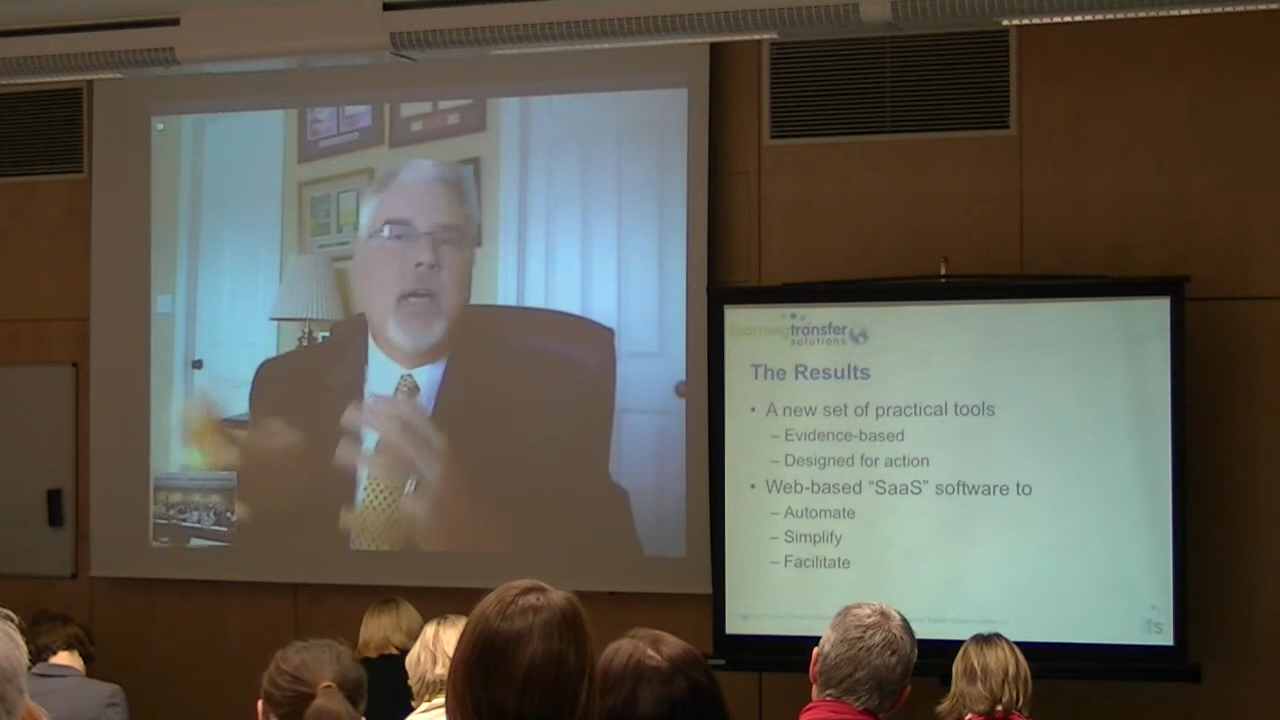 learningtransfer
solutions
The Results
• A new set of practical tools
– Evidence-based
– Designed for action
• Web-based “SaaS” software to
– Automate
– Simplify
– Facilitate
ts